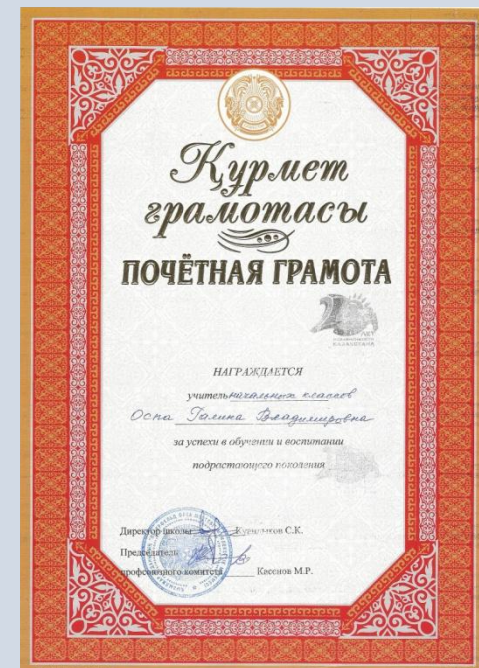 Құрмет
грамотасы
ПОЧЁТНАЯ ГРАМОТА
НАГРАЖДАЕТСЯ
учитель начальных классов
Оспа Галина Владимировна
за успехи в обучении и воспитании
подрастающего поколения
Директор школы С.К.
Председатель
профсоюзного комитета Кеенов М.Р.